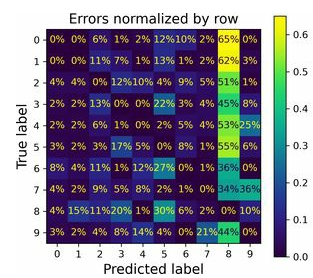 Errors normalized by row
0 0% 0% 6% 1% 2% 12% 10% 2% 65% 0%
1 0% 0% 11% 7% 1% 13% 1% 2% 62% 3%
2 4% 4% 0% 12% 10% 4% 9% 5% 51% 1%
3 2% 2% 13% 0% 0% 22% 3% 4% 45% 8%
4 2% 2% 6% 1% 0% 2% 5% 4% 53% 25%
5 3% 2% 3% 17% 5% 0% 8% 1% 55% 6%
6 8% 4% 11% 1% 12% 27% 0% 1% 36% 0%
7 4% 2% 9% 5% 8% 2% 1% 0% 34% 36%
8 4% 15% 11% 20% 1% 30% 6% 2% 0% 10%
9 3% 2% 4% 8% 14% 4% 0% 21% 44% 0%
0 1 2 3 4 5 6 7 8 9
Predicted label
True label
0.6
0.5
0.4
0.3
0.2
0.1
0.0